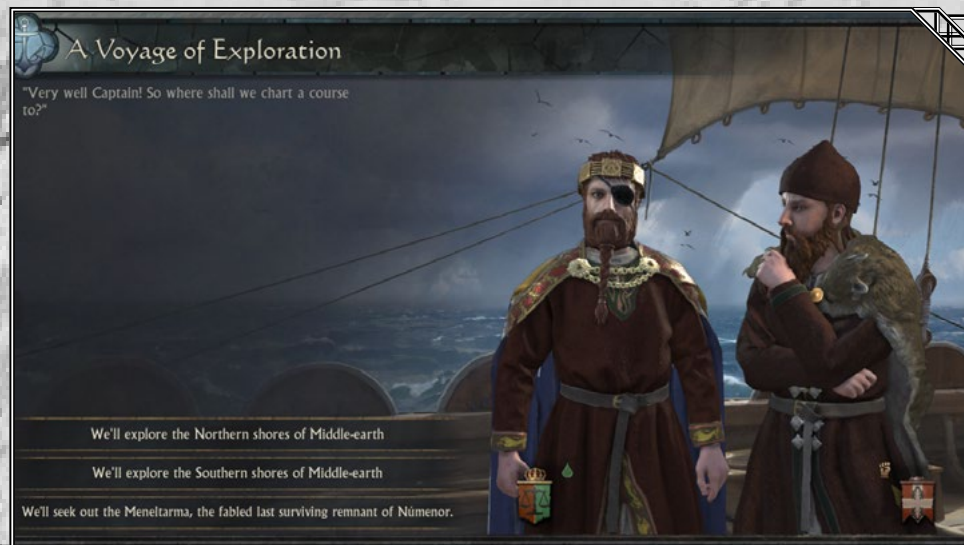 A Voyage of Exploration
"Very well Captain! So where shall we chart a course
to?"
We'll explore the Northern shores of Middle-earth
We'll explore the Southern shores of Middle-earth
We'll seek out the Meneltarma, the fabled last surviving remnant of Númenor.